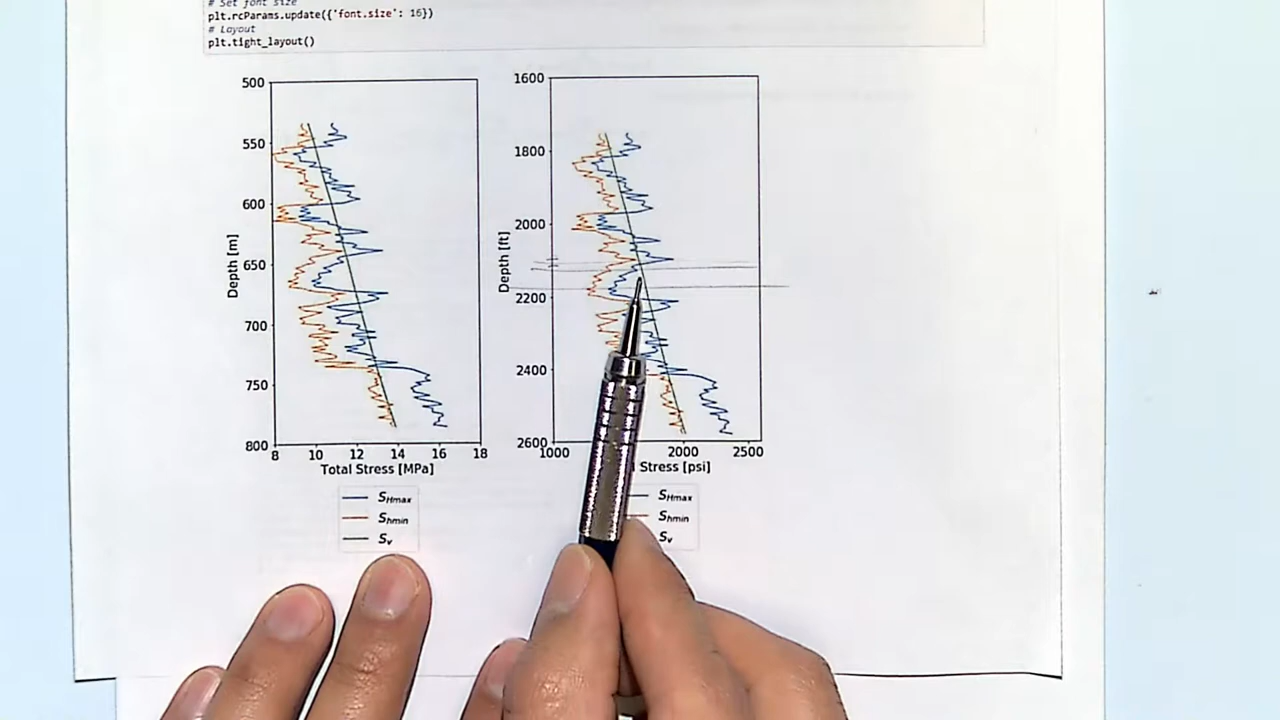 # Set font size
plt.rcParams.update({'font.size': 16})
# Layout
plt.tight_layout()
500
550
600
650
700
750
800
Depth [m]
8 10 12 14 16 18
Total Stress [MPa]
S_Hmax
S_hmin
S_v
1600
1800
2000
2200
2400
2600
Depth [ft]
1000 2000 2500
l Stress [psi]
S_Hmax
S_hmin
S_v